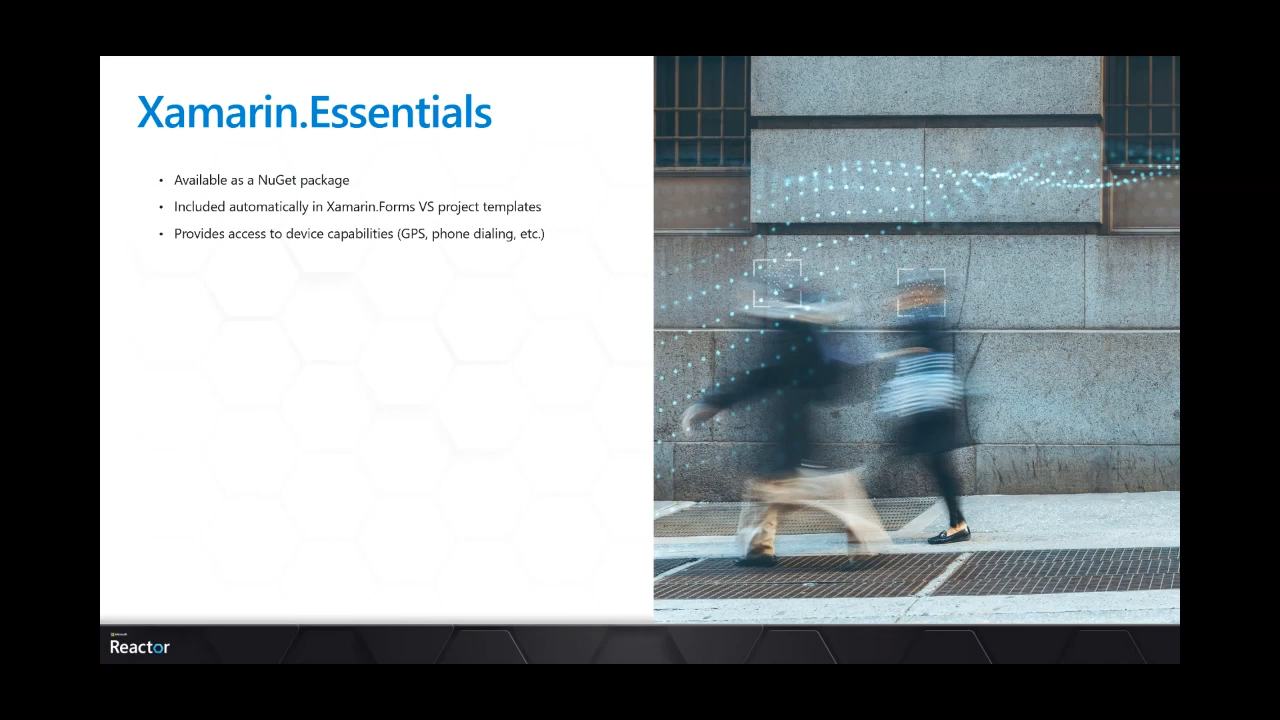 Xamarin.Essentials
• Available as a NuGet package
• Included automatically in Xamarin.Forms VS project templates
• Provides access to device capabilities (GPS, phone dialing, etc.)
Microsoft
Reactor